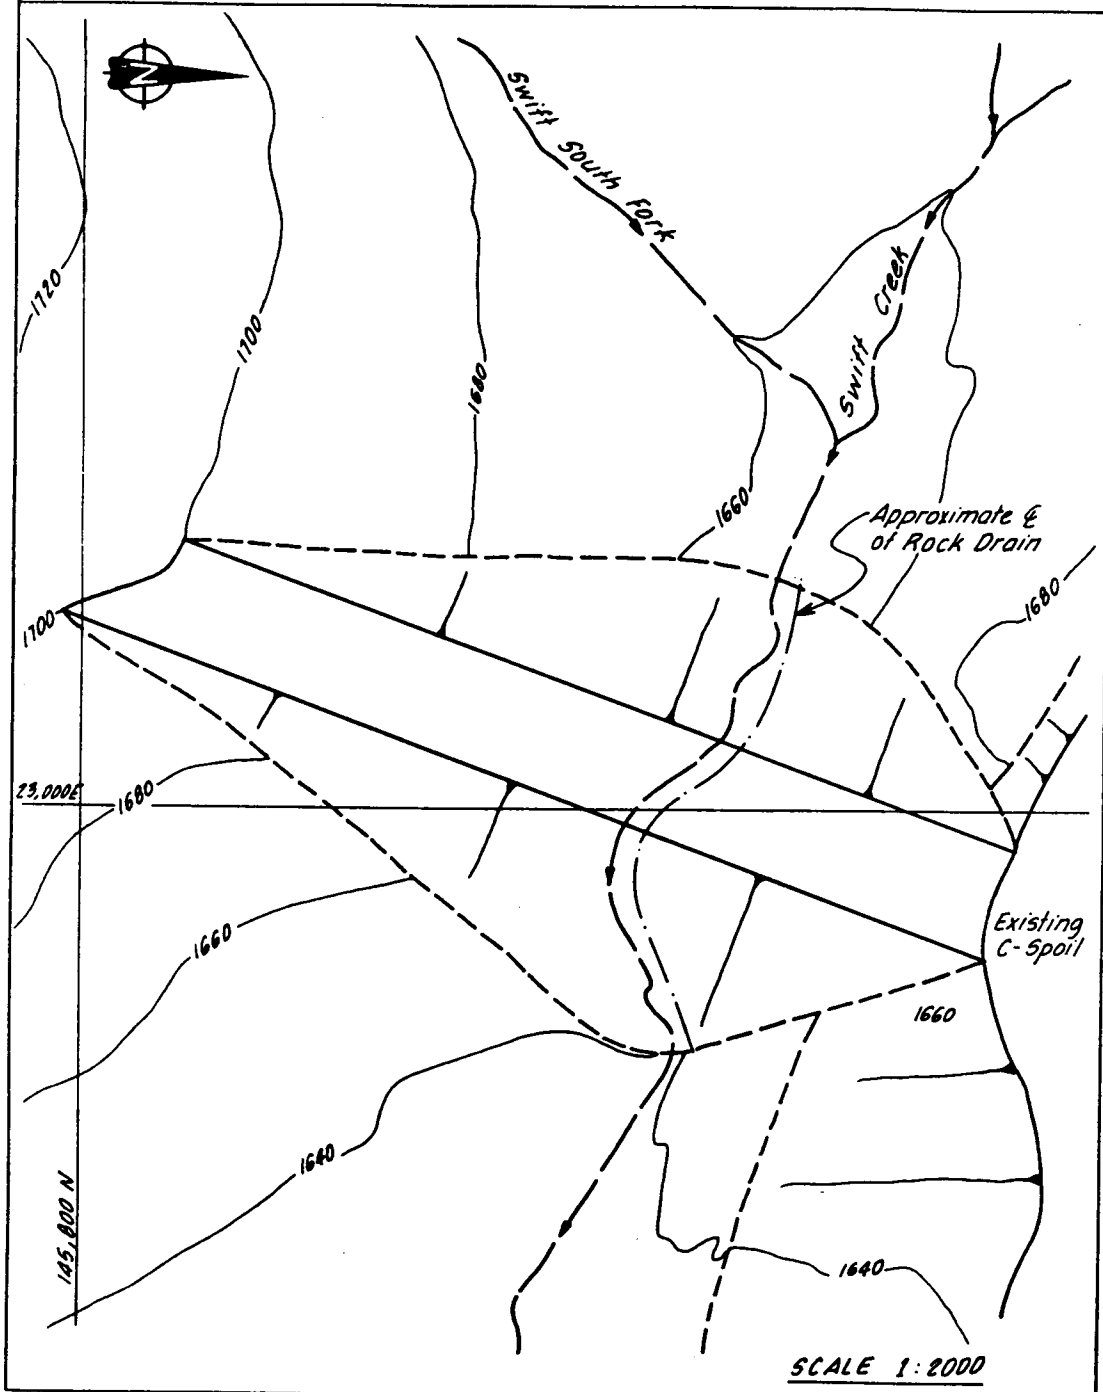 N
Swift South Fork
Swift Creek
1720
1700
1680
1660
Approximate ℄
of Rock Drain
1680
1700
23,000E
1680
1660
Existing
C-Spoil
1660
1640
145,800 N
1640
SCALE 1:2000